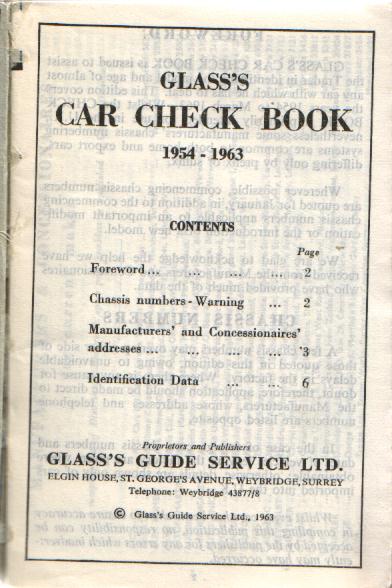 GLASS'S
CAR CHECK BOOK
1954 - 1963
CONTENTS
Page
Foreword ... ... ... ... 2
Chassis numbers - Warning ... 2
Manufacturers' and Concessionaires'
addresses ... ... ... ... 3
Identification Data ... ... 6
Proprietors and Publishers
GLASS'S GUIDE SERVICE LTD.
ELGIN HOUSE, ST. GEORGE'S AVENUE, WEYBRIDGE, SURREY
Telephone: Weybridge 43877/8
© Glass's Guide Service Ltd., 1963